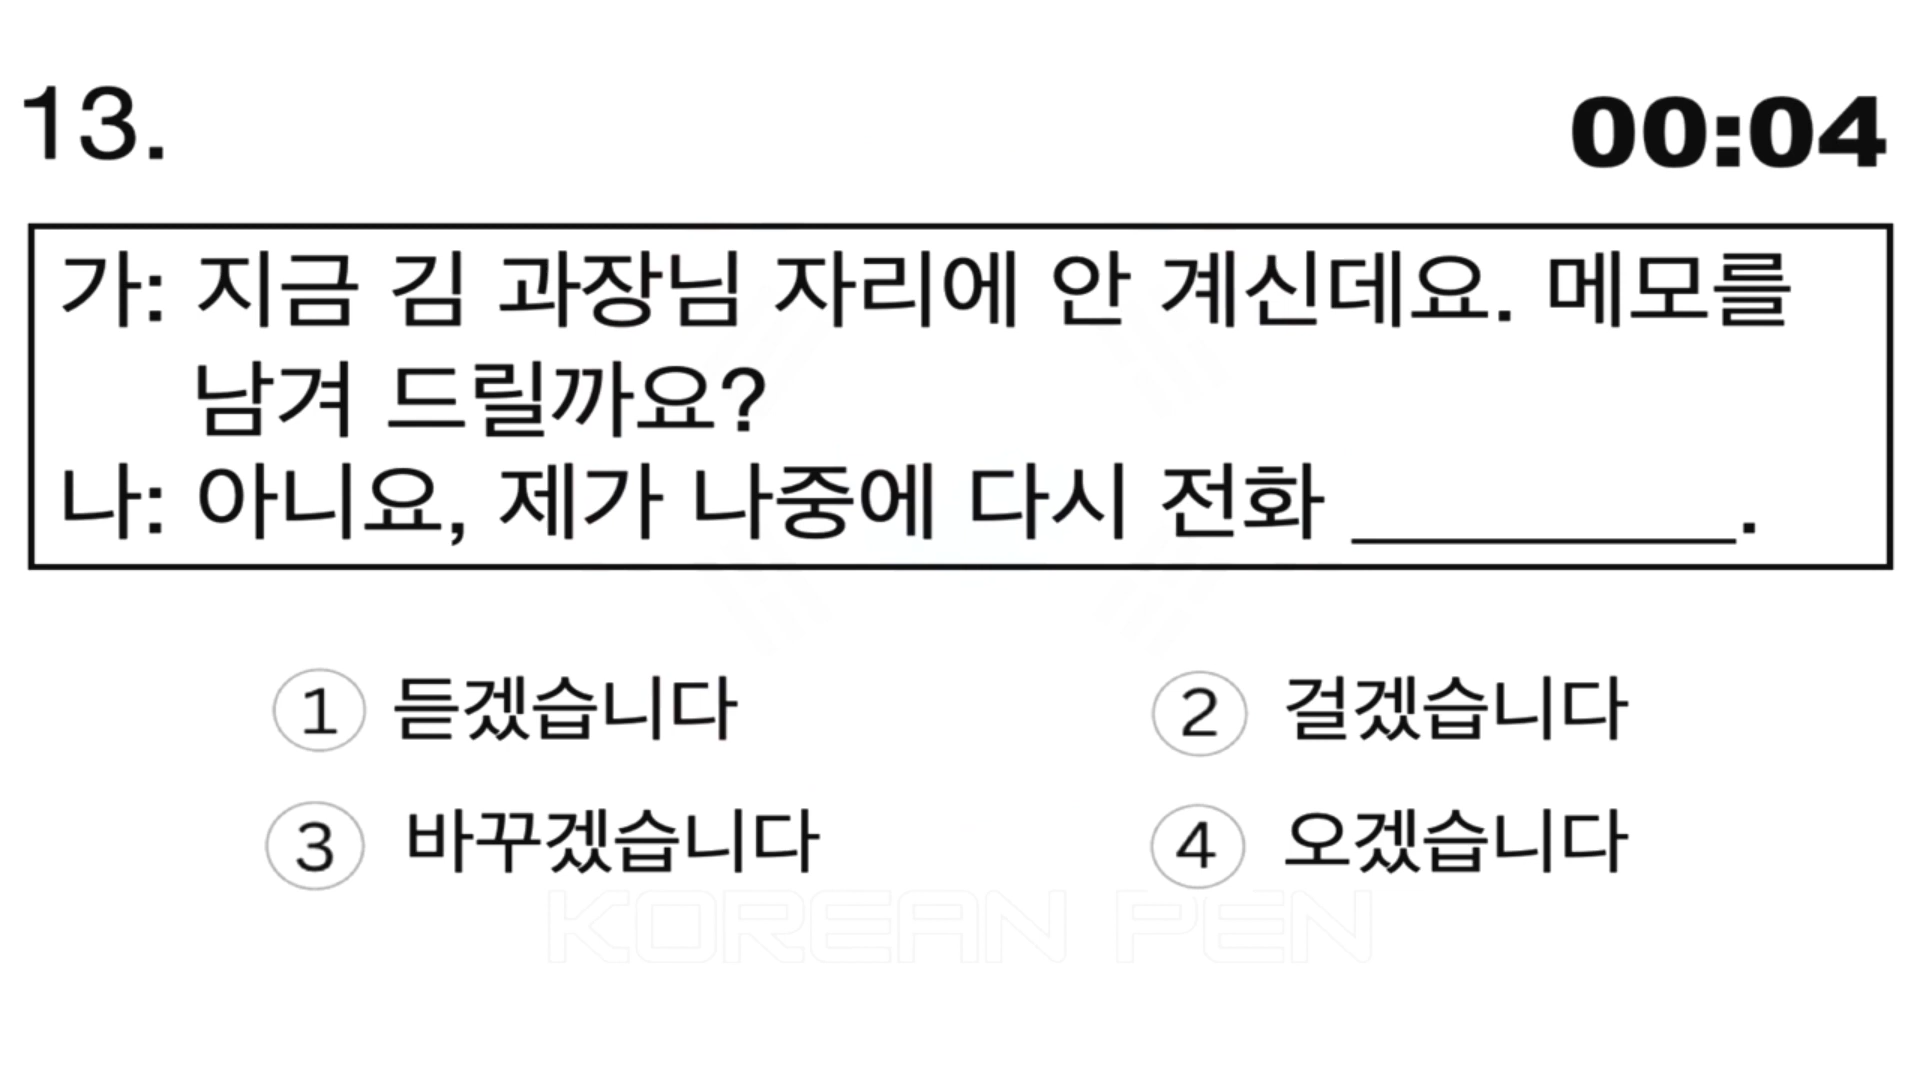 13.
00:04
가: 지금 김 과장님 자리에 안 계신데요. 메모를
남겨 드릴까요?
나: 아니요, 제가 나중에 다시 전화 ________.
① 듣겠습니다
② 걸겠습니다
③ 바꾸겠습니다
④ 오겠습니다
KOREAN PEN